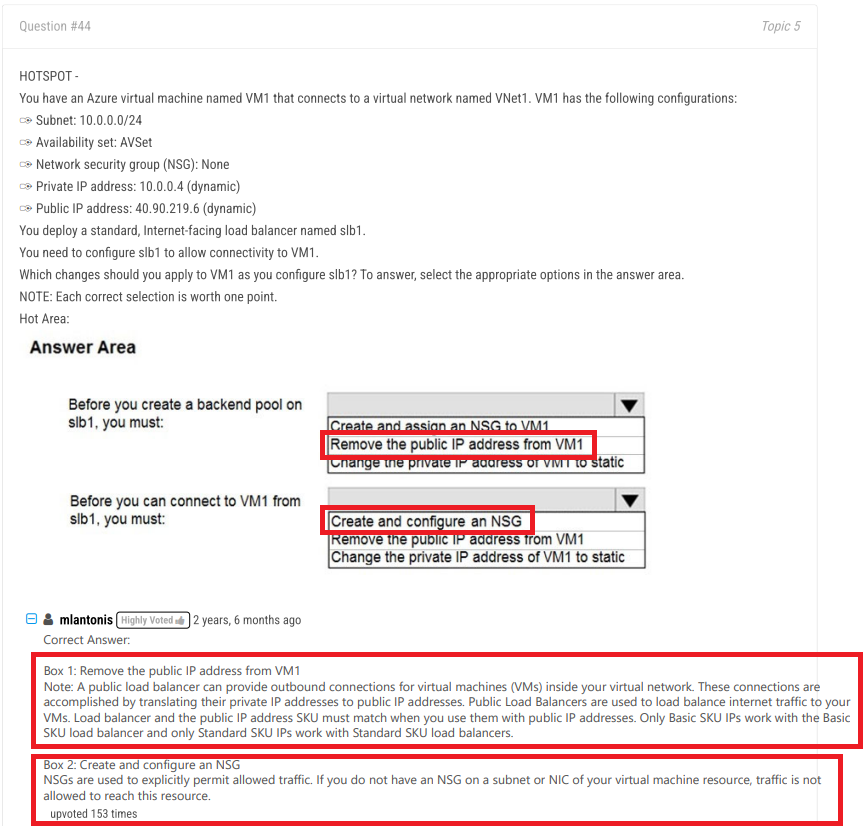 Question #44
Topic 5
HOTSPOT -
You have an Azure virtual machine named VM1 that connects to a virtual network named VNet1. VM1 has the following configurations:
Subnet: 10.0.0.0/24
Availability set: AVSet
Network security group (NSG): None
Private IP address: 10.0.0.4 (dynamic)
Public IP address: 40.90.219.6 (dynamic)
You deploy a standard, Internet-facing load balancer named slb1.
You need to configure slb1 to allow connectivity to VM1.
Which changes should you apply to VM1 as you configure slb1? To answer, select the appropriate options in the answer area.
NOTE: Each correct selection is worth one point.
Hot Area:
Answer Area
Before you create a backend pool on
slb1, you must:
Create and assign an NSG to VM1
Remove the public IP address from VM1
Change the private IP address of VM1 to static
Before you can connect to VM1 from
slb1, you must:
Create and configure an NSG
Remove the public IP address from VM1
Change the private IP address of VM1 to static
mlantonis Highly Voted 2 years, 6 months ago
Correct Answer:
Box 1: Remove the public IP address from VM1
Note: A public load balancer can provide outbound connections for virtual machines (VMs) inside your virtual network. These connections are
accomplished by translating their private IP addresses to public IP addresses. Public Load Balancers are used to load balance internet traffic to your
VMs. Load balancer and the public IP address SKU must match when you use them with public IP addresses. Only Basic SKU IPs work with the Basic
SKU load balancer and only Standard SKU IPs work with Standard SKU load balancers.
Box 2: Create and configure an NSG
NSGs are used to explicitly permit allowed traffic. If you do not have an NSG on a subnet or NIC of your virtual machine resource, traffic is not
allowed to reach this resource.
upvoted 153 times